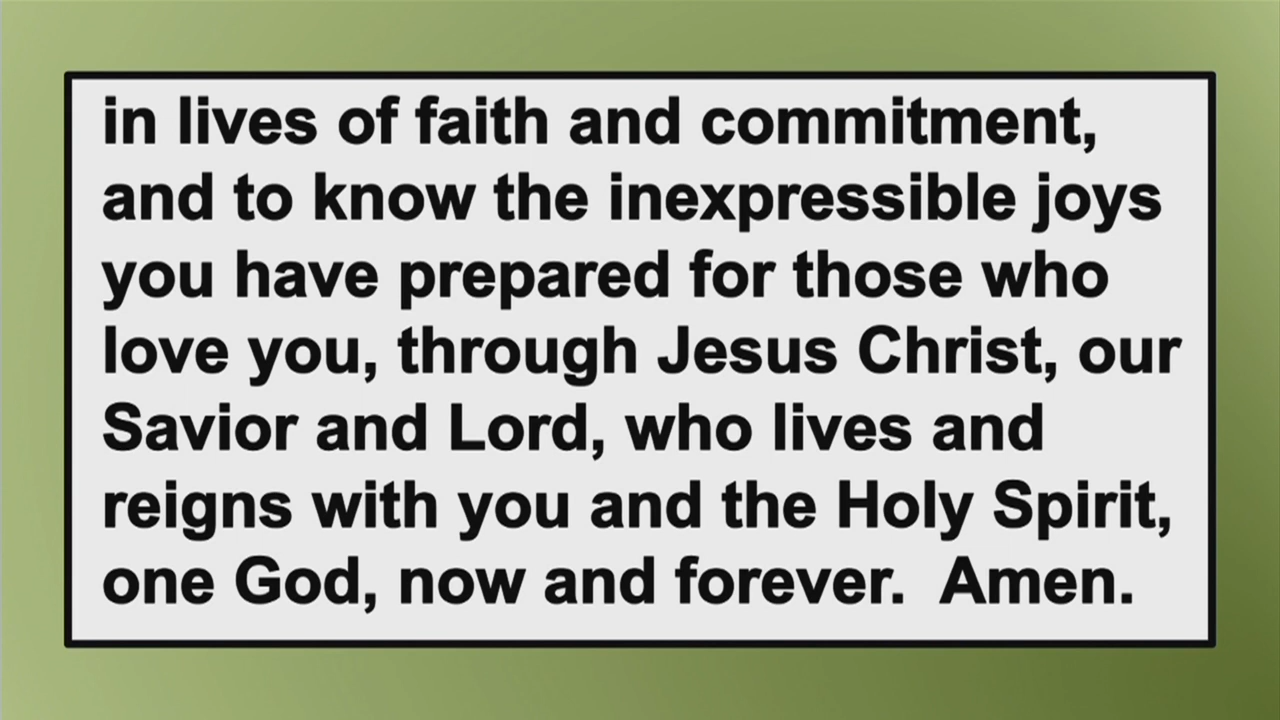 in lives of faith and commitment,
and to know the inexpressible joys
you have prepared for those who
love you, through Jesus Christ, our
Savior and Lord, who lives and
reigns with you and the Holy Spirit,
one God, now and forever.  Amen.